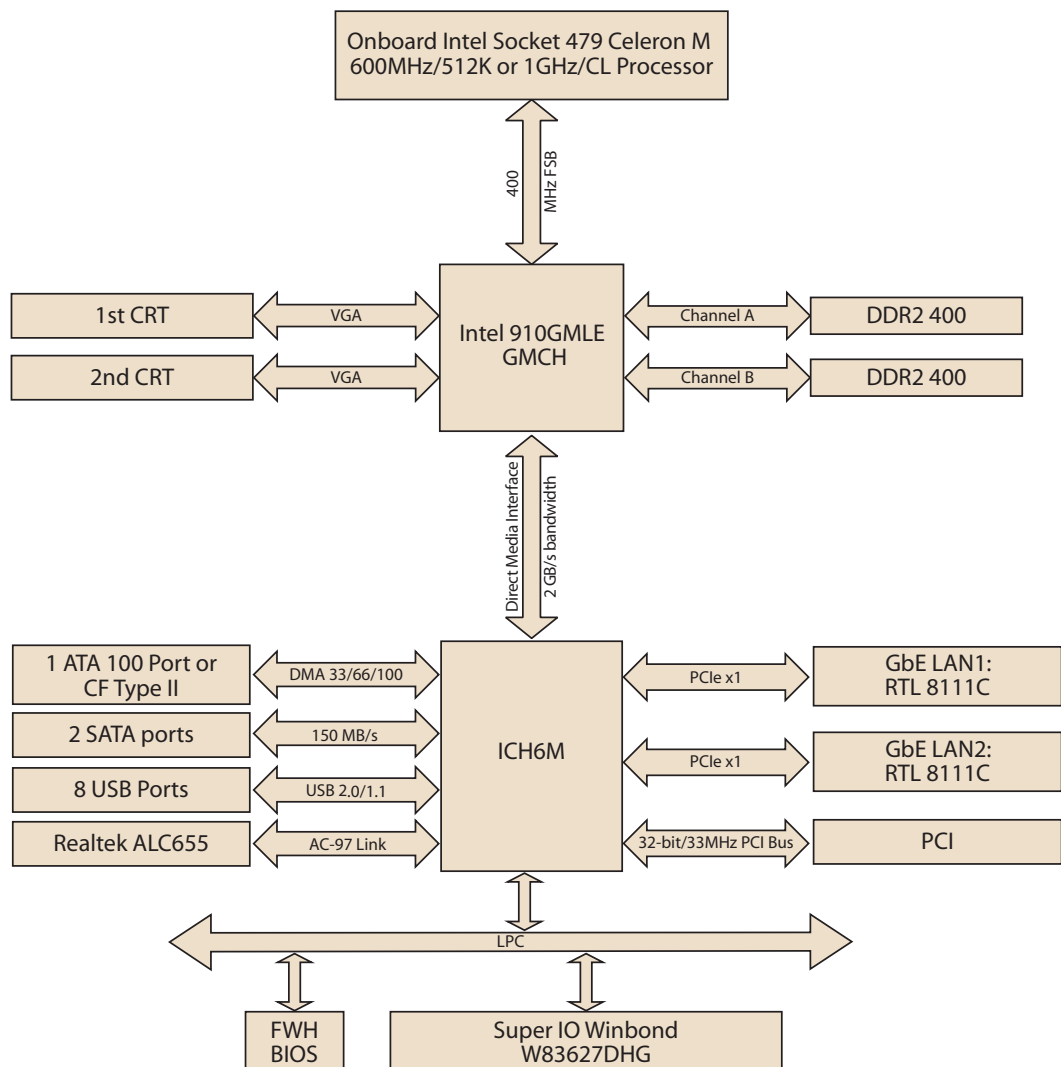 Onboard Intel Socket 479 Celeron M
600MHz/512K or 1GHz/CL Processor
400
MHz FSB
1st CRT
VGA
Intel 910GMLE
GMCH
Channel A
DDR2 400
2nd CRT
VGA
Channel B
DDR2 400
Direct Media Interface
2 GB/s bandwidth
1 ATA 100 Port or
CF Type II
DMA 33/66/100
ICH6M
PCIe x1
GbE LAN1:
RTL 8111C
2 SATA ports
150 MB/s
PCIe x1
GbE LAN2:
RTL 8111C
8 USB Ports
USB 2.0/1.1
Realtek ALC655
AC-97 Link
32-bit/33MHz PCI Bus
PCI
LPC
FWH
BIOS
Super IO Winbond
W83627DHG